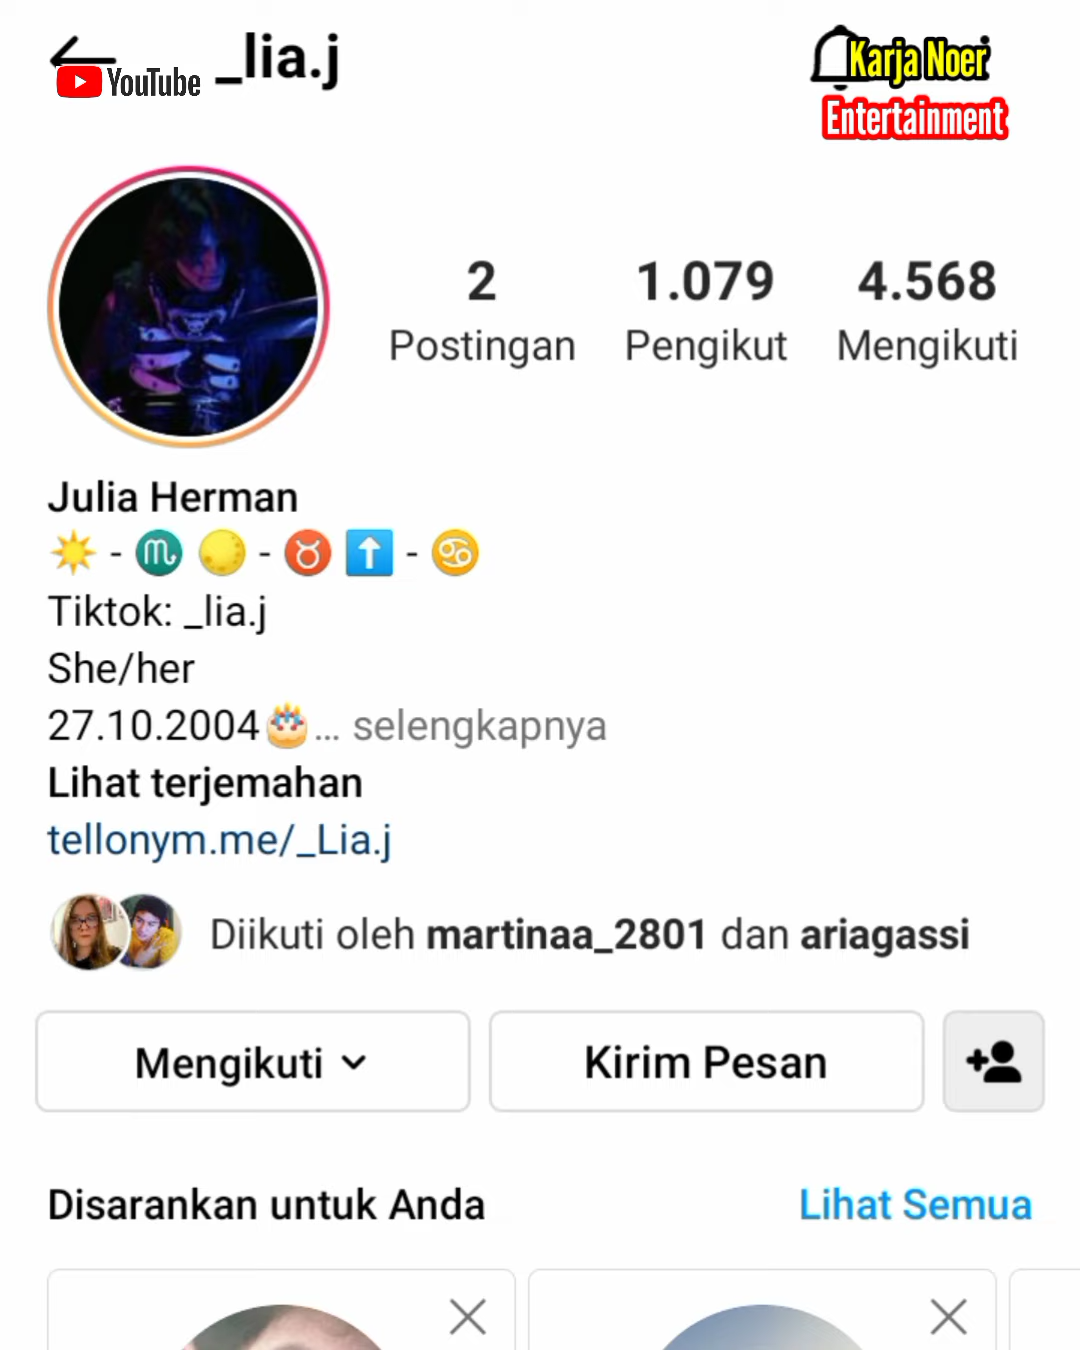 _lia.j
YouTube
Karja Noer
Entertainment
2 1.079 4.568
Postingan Pengikut Mengikuti
Julia Herman
☀️ - ♏ 🌕 - ♉ ⬆️ - ♋
Tiktok: _lia.j
She/her
27.10.2004🎂... selengkapnya
Lihat terjemahan
tellonym.me/_Lia.j
Diikuti oleh martinaa_2801 dan ariagassi
Mengikuti Kirim Pesan
Disarankan untuk Anda Lihat Semua